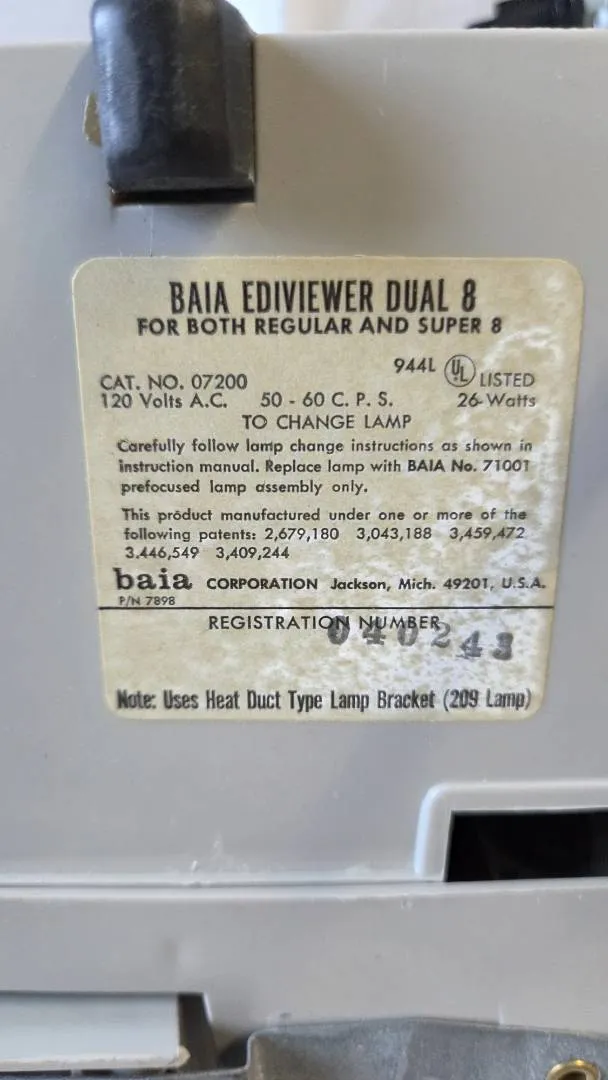 BAIA EDIVIEWER DUAL 8
FOR BOTH REGULAR AND SUPER 8
944L UL LISTED
CAT. NO. 07200
120 Volts A.C. 50 - 60 C. P. S. 26-Watts
TO CHANGE LAMP
Carefully follow lamp change instructions as shown in
instruction manual. Replace lamp with BAIA No. 71001
prefocused lamp assembly only.
This product manufactured under one or more of the
following patents: 2,679,180 3,043,188 3,459,472
3.446,549 3,409,244
baia CORPORATION Jackson, Mich. 49201, U.S.A.
P/N 7898
REGISTRATION NUMBER
040243
Note: Uses Heat Duct Type Lamp Bracket (209 Lamp)